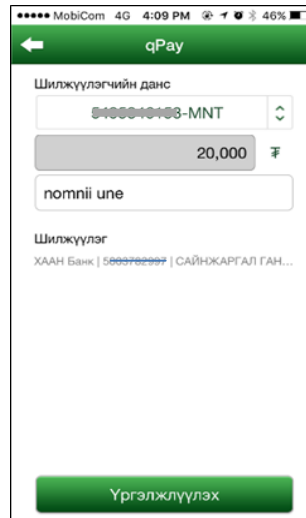 MobiCom 4G 4:09 PM 46%
qPay
Шилжүүлэгчийн данс
-MNT
20,000 ₮
nomnii une
Шилжүүлэг
ХААН Банк | | САЙНЖАРГАЛ ГАН...
Үргэлжлүүлэх